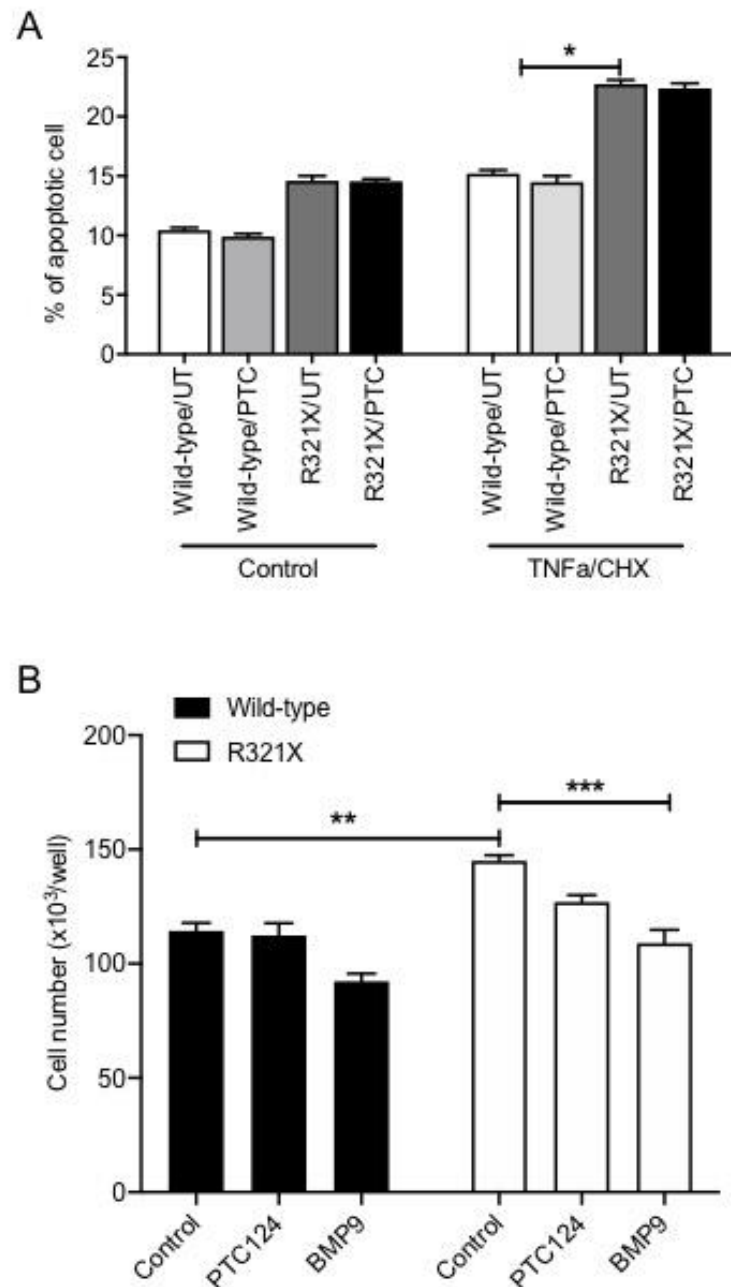 A
% of apoptotic cell
25
20
15
10
5
0
*
Wild-type/UT
Wild-type/PTC
R321X/UT
R321X/PTC
Wild-type/UT
Wild-type/PTC
R321X/UT
R321X/PTC
Control
TNFa/CHX
B
Wild-type
R321X
Cell number (x10³/well)
200
150
100
50
0
**
***
Control
PTC124
BMP9
Control
PTC124
BMP9